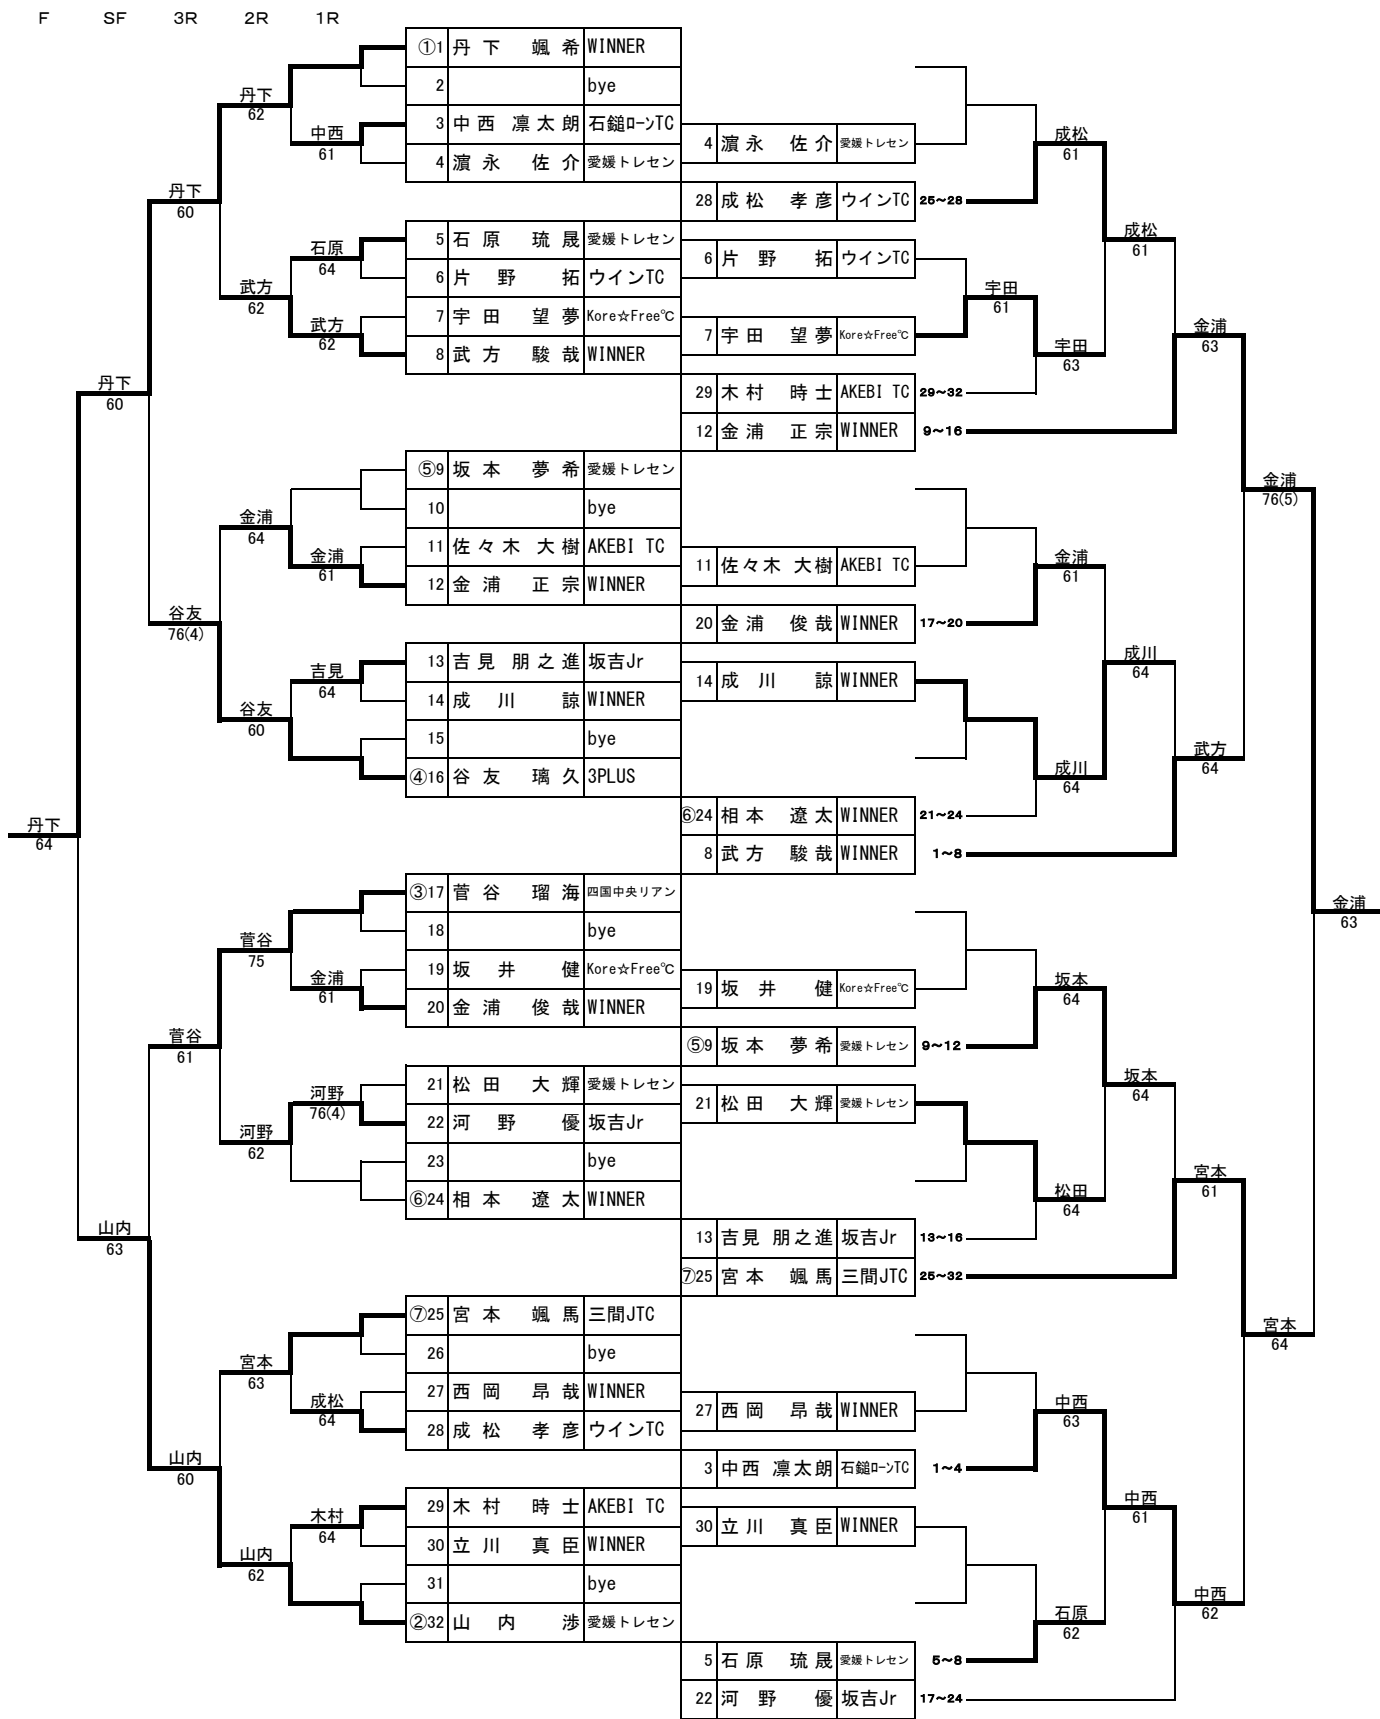 F SF 3R 2R 1R
①1 丹下 颯希 WINNER
2 bye
丹下
62
3 中西 凛太朗 石鎚ローンTC
中西
61
4 濵永 佐介 愛媛トレセン
4 濵永 佐介 愛媛トレセン
成松
61
丹下
60
28 成松 孝彦 ウインTC 25~28
5 石原 琉晟 愛媛トレセン
石原
64
6 片野 拓 ウインTC
6 片野 拓 ウインTC
成松
61
武方
62
7 宇田 望夢 Kore☆Free℃
宇田
61
武方
62
8 武方 駿哉 WINNER
7 宇田 望夢 Kore☆Free℃
宇田
63
金浦
63
丹下
60
29 木村 時士 AKEBI TC 29~32
12 金浦 正宗 WINNER 9~16
⑤9 坂本 夢希 愛媛トレセン
10 bye
金浦
76(5)
金浦
64
11 佐々木 大樹 AKEBI TC
金浦
61
12 金浦 正宗 WINNER
11 佐々木 大樹 AKEBI TC
金浦
61
谷友
76(4)
20 金浦 俊哉 WINNER 17~20
13 吉見 朋之進 坂吉Jr
吉見
64
14 成川 諒 WINNER
14 成川 諒 WINNER
成川
64
谷友
60
15 bye
④16 谷友 璃久 3PLUS
成川
64
武方
64
⑥24 相本 遼太 WINNER 21~24
丹下
64
8 武方 駿哉 WINNER 1~8
③17 菅谷 瑠海 四国中央リアン
18 bye
金浦
63
菅谷
75
19 坂井 健 Kore☆Free℃
金浦
61
20 金浦 俊哉 WINNER
19 坂井 健 Kore☆Free℃
坂本
64
菅谷
61
⑤9 坂本 夢希 愛媛トレセン 9~12
21 松田 大輝 愛媛トレセン
河野
76(4)
22 河野 優 坂吉Jr
21 松田 大輝 愛媛トレセン
坂本
64
河野
62
23 bye
⑥24 相本 遼太 WINNER
松田
64
宮本
61
山内
63
13 吉見 朋之進 坂吉Jr 13~16
⑦25 宮本 颯馬 三間JTC 25~32
⑦25 宮本 颯馬 三間JTC
26 bye
宮本
64
宮本
63
27 西岡 昂哉 WINNER
成松
64
28 成松 孝彦 ウインTC
27 西岡 昂哉 WINNER
中西
63
山内
60
3 中西 凛太朗 石鎚ローンTC 1~4
29 木村 時士 AKEBI TC
木村
64
30 立川 真臣 WINNER
30 立川 真臣 WINNER
中西
61
山内
62
31 bye
②32 山内 渉 愛媛トレセン
石原
62
中西
62
5 石原 琉晟 愛媛トレセン 5~8
22 河野 優 坂吉Jr 17~24